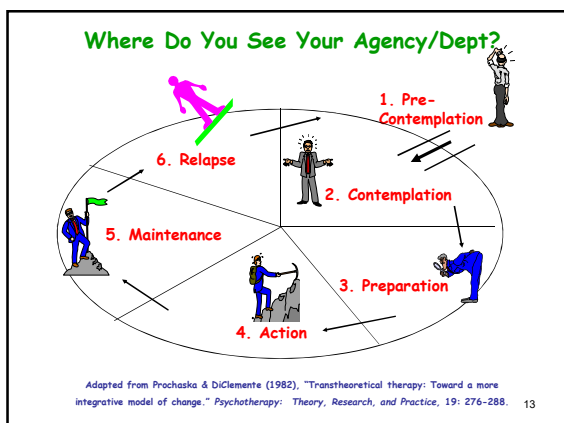 Where Do You See Your Agency/Dept?
1. Pre-
Contemplation
6. Relapse
2. Contemplation
5. Maintenance
3. Preparation
4. Action
Adapted from Prochaska & DiClemente (1982), "Transtheoretical therapy: Toward a more
integrative model of change." Psychotherapy: Theory, Research, and Practice, 19: 276-288.
13